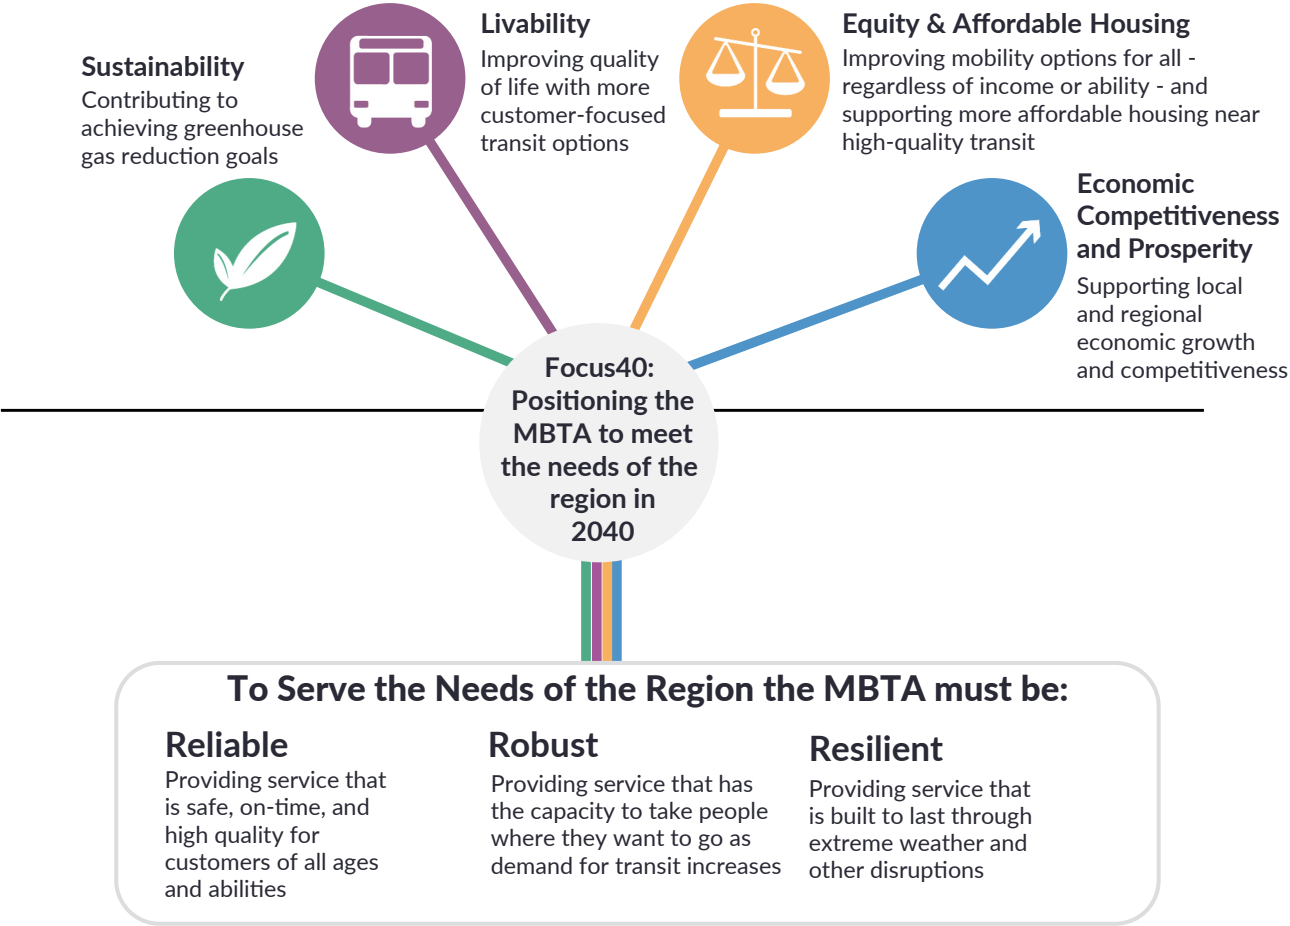 Sustainability
Contributing to
achieving greenhouse
gas reduction goals
Livability
Improving quality
of life with more
customer-focused
transit options
Equity & Affordable Housing
Improving mobility options for all -
regardless of income or ability - and
supporting more affordable housing near
high-quality transit
Economic
Competitiveness
and Prosperity
Supporting local
and regional
economic growth
and competitiveness
Focus40:
Positioning the
MBTA to meet
the needs of the
region in
2040
To Serve the Needs of the Region the MBTA must be:
Reliable
Providing service that
is safe, on-time, and
high quality for
customers of all ages
and abilities
Robust
Providing service that has
the capacity to take people
where they want to go as
demand for transit increases
Resilient
Providing service that
is built to last through
extreme weather and
other disruptions